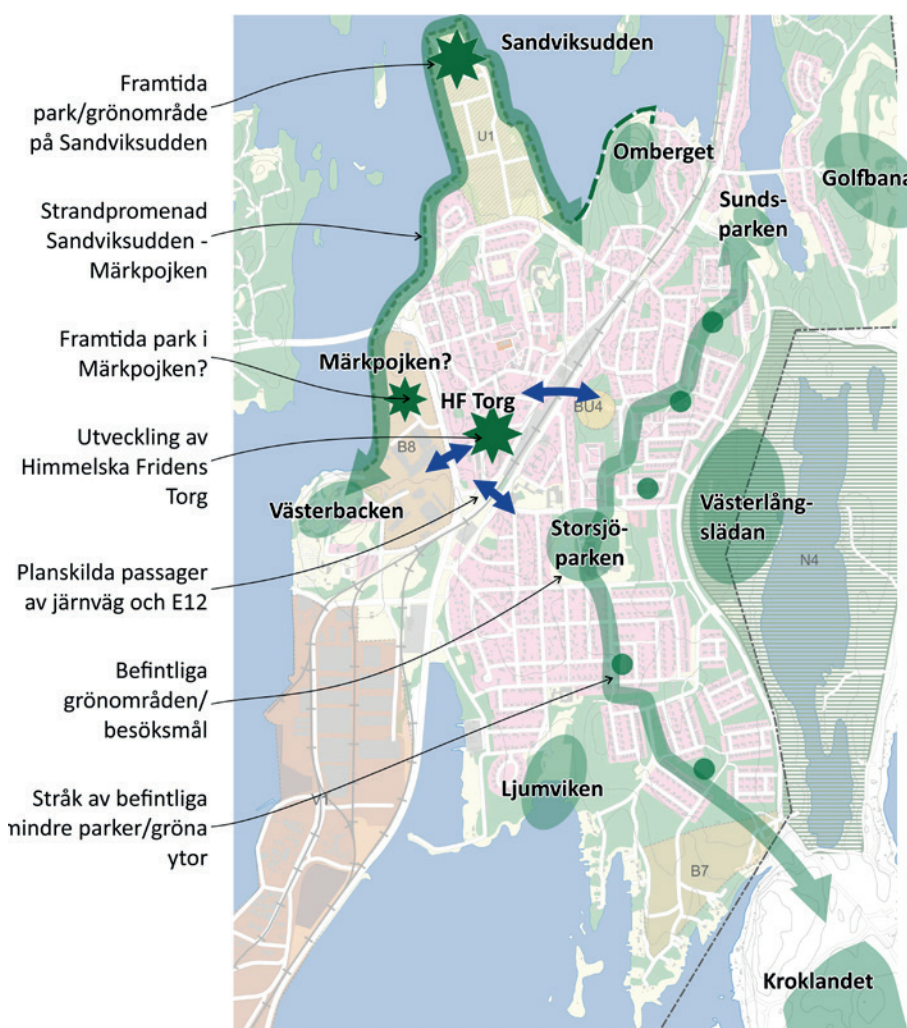 Framtida
park/grönområde
på Sandviksudden
Strandpromenad
Sandviksudden -
Märkpojken
Framtida park i
Märkpojken?
Utveckling av
Himmelska Fridens
Torg
Planskilda passager
av järnväg och E12
Befintliga
grönområden/
besöksmål
Stråk av befintliga
mindre parker/gröna
ytor
Sandviksudden
U1
Omberget
Golfbana
Sunds-
parken
Märkpojken?
HF Torg
BU4
B8
Västerbacken
Storsjö-
parken
Västerlång-
slädan
N4
Ljumviken
B7
Kroklandet